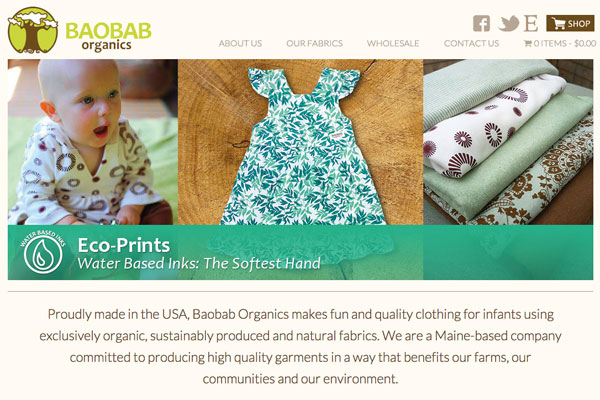 BAOBAB
organics
SHOP
ABOUT US
OUR FABRICS
WHOLESALE
CONTACT US
0 ITEMS - $0.00
WATER BASED INKS
Eco-Prints
Water Based Inks: The Softest Hand
Proudly made in the USA, Baobab Organics makes fun and quality clothing for infants using
exclusively organic, sustainably produced and natural fabrics. We are a Maine-based company
committed to producing high quality garments in a way that benefits our farms, our
communities and our environment.